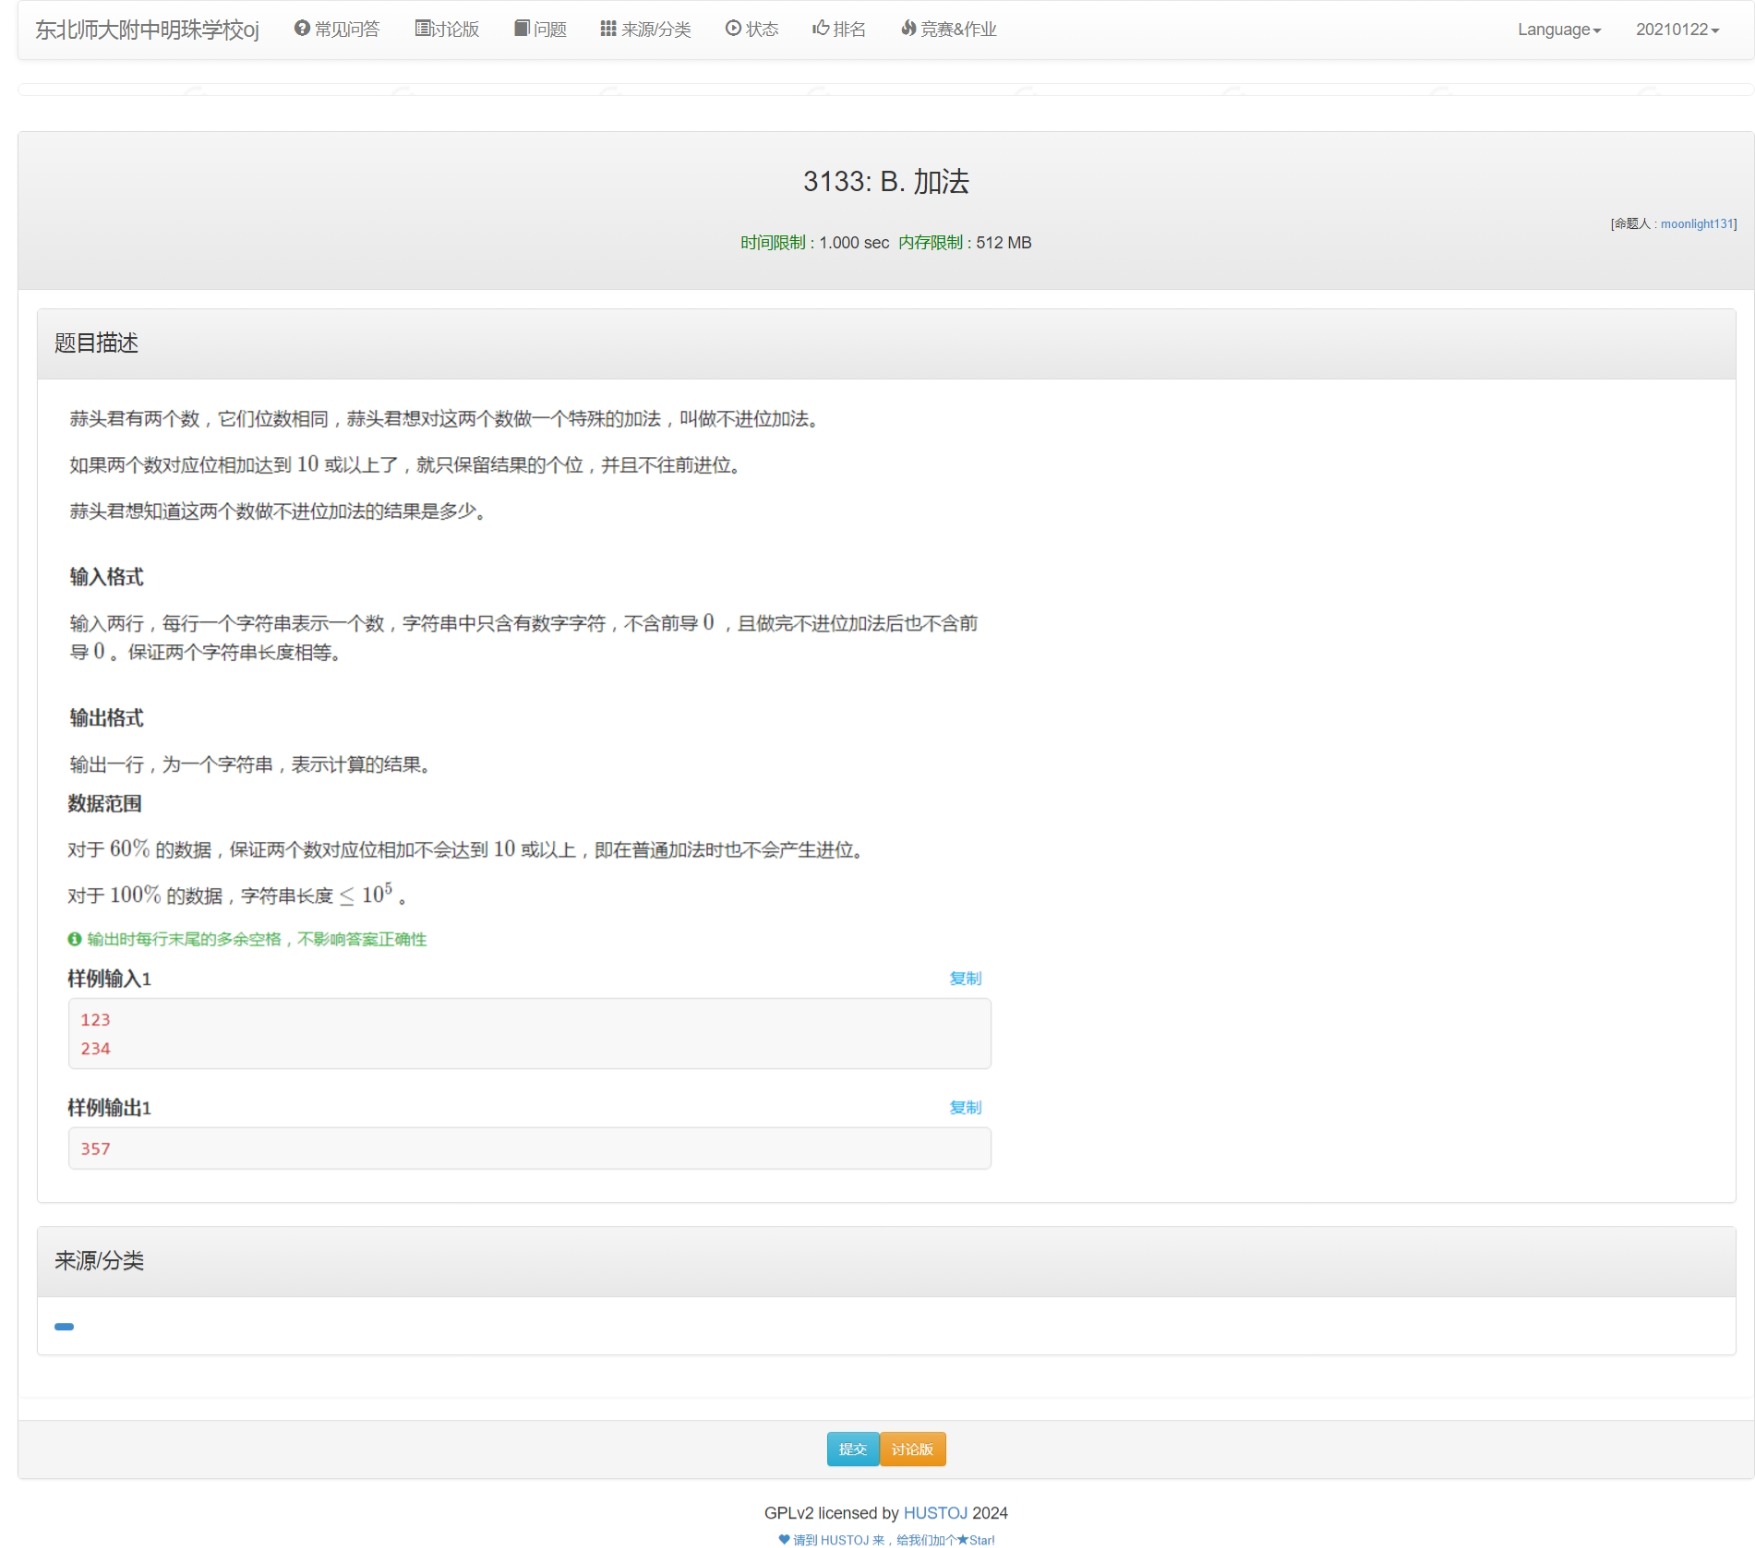 东北师大附中明珠学校oj 常见问答 讨论版 问题 来源/分类 状态 排名 竞赛&作业 Language 20210122
3133: B. 加法
[命题人 : moonlight131]
时间限制 : 1.000 sec 内存限制 : 512 MB
题目描述
蒜头君有两个数，它们位数相同，蒜头君想对这两个数做一个特殊的加法，叫做不进位加法。
如果两个数对应位相加达到 10 或以上了，就只保留结果的个位，并且不往前进位。
蒜头君想知道这两个数做不进位加法的结果是多少。
输入格式
输入两行，每行一个字符串表示一个数，字符串中只含有数字字符，不含前导 0 ，且做完不进位加法后也不含前
导 0 。保证两个字符串长度相等。
输出格式
输出一行，为一个字符串，表示计算的结果。
数据范围
对于 60% 的数据，保证两个数对应位相加不会达到 10 或以上，即在普通加法时也不会产生进位。
对于 100% 的数据，字符串长度 ≤ 10⁵ 。
输出时每行末尾的多余空格，不影响答案正确性
样例输入1 复制
123
234
样例输出1 复制
357
来源/分类
提交 讨论版
GPLv2 licensed by HUSTOJ 2024
请到 HUSTOJ 来，给我们加个★Star!